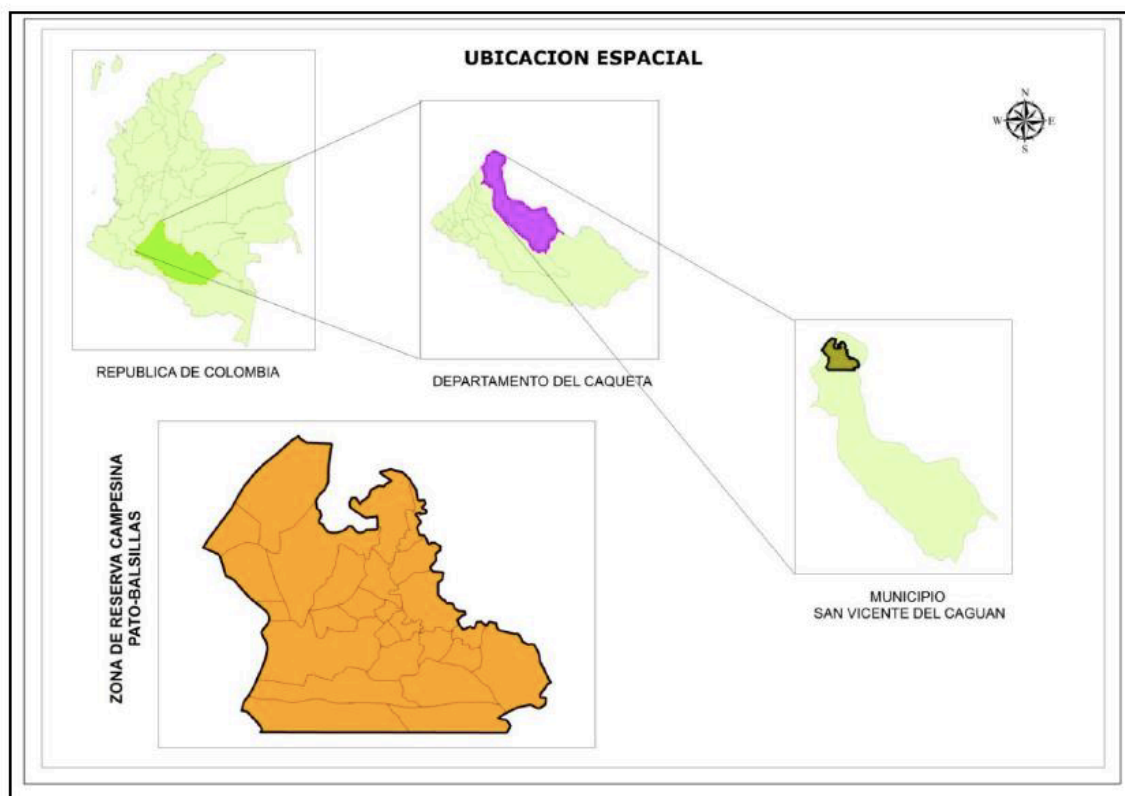 UBICACION ESPACIAL
N
W E
S
REPUBLICA DE COLOMBIA
DEPARTAMENTO DEL CAQUETA
MUNICIPIO
SAN VICENTE DEL CAGUAN
ZONA DE RESERVA CAMPESINA
PATO-BALSILLAS